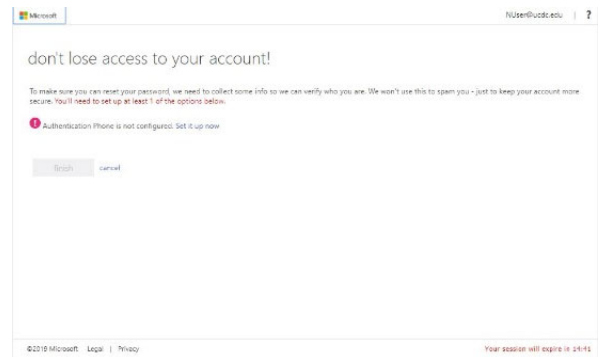 Microsoft
NUser@ucdc.edu | ?
don't lose access to your account!
To make sure you can reset your password, we need to collect some info so we can verify who you are. We won't use this to spam you - just to keep your account more
secure. You'll need to set up at least 1 of the options below.
! Authentication Phone is not configured. Set it up now
finish cancel
©2019 Microsoft Legal | Privacy
Your session will expire in 14:41